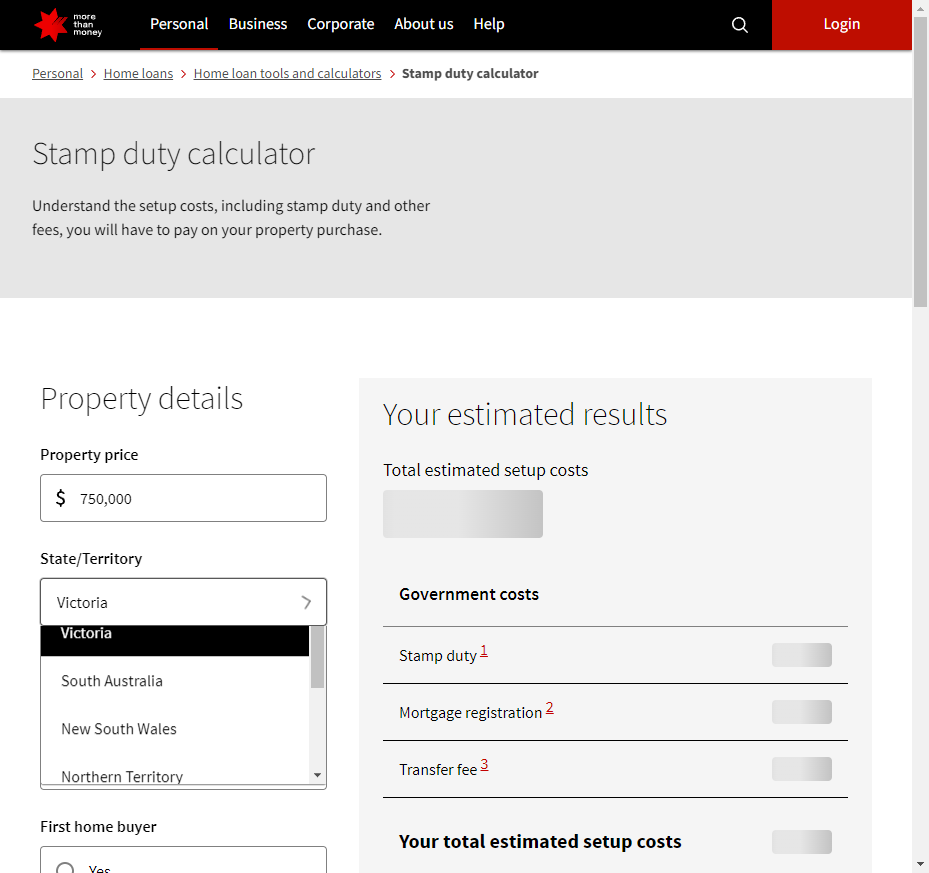 more
than
money
Personal Business Corporate About us Help
Login
Personal > Home loans > Home loan tools and calculators > Stamp duty calculator
Stamp duty calculator
Understand the setup costs, including stamp duty and other
fees, you will have to pay on your property purchase.
Property details
Property price
$ 750,000
State/Territory
Victoria
Victoria
South Australia
New South Wales
Northern Territory
First home buyer
Yes
Your estimated results
Total estimated setup costs
Government costs
Stamp duty 1
Mortgage registration 2
Transfer fee 3
Your total estimated setup costs